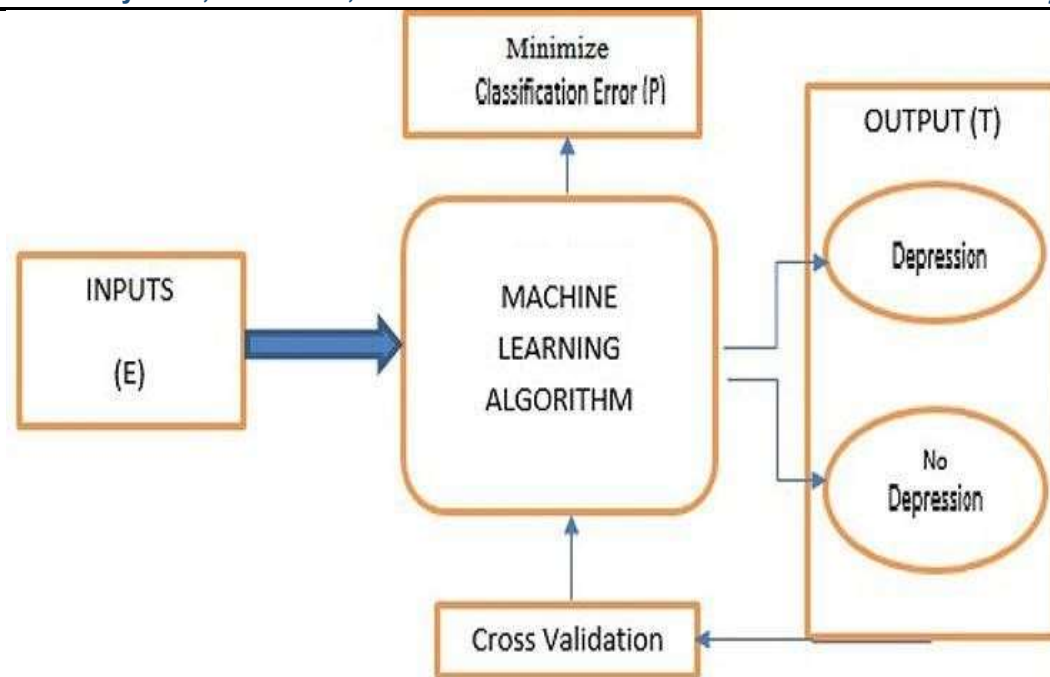 Minimize
Classification Error (P)
OUTPUT (T)
Depression
INPUTS
(E)
MACHINE
LEARNING
ALGORITHM
No
Depression
Cross Validation